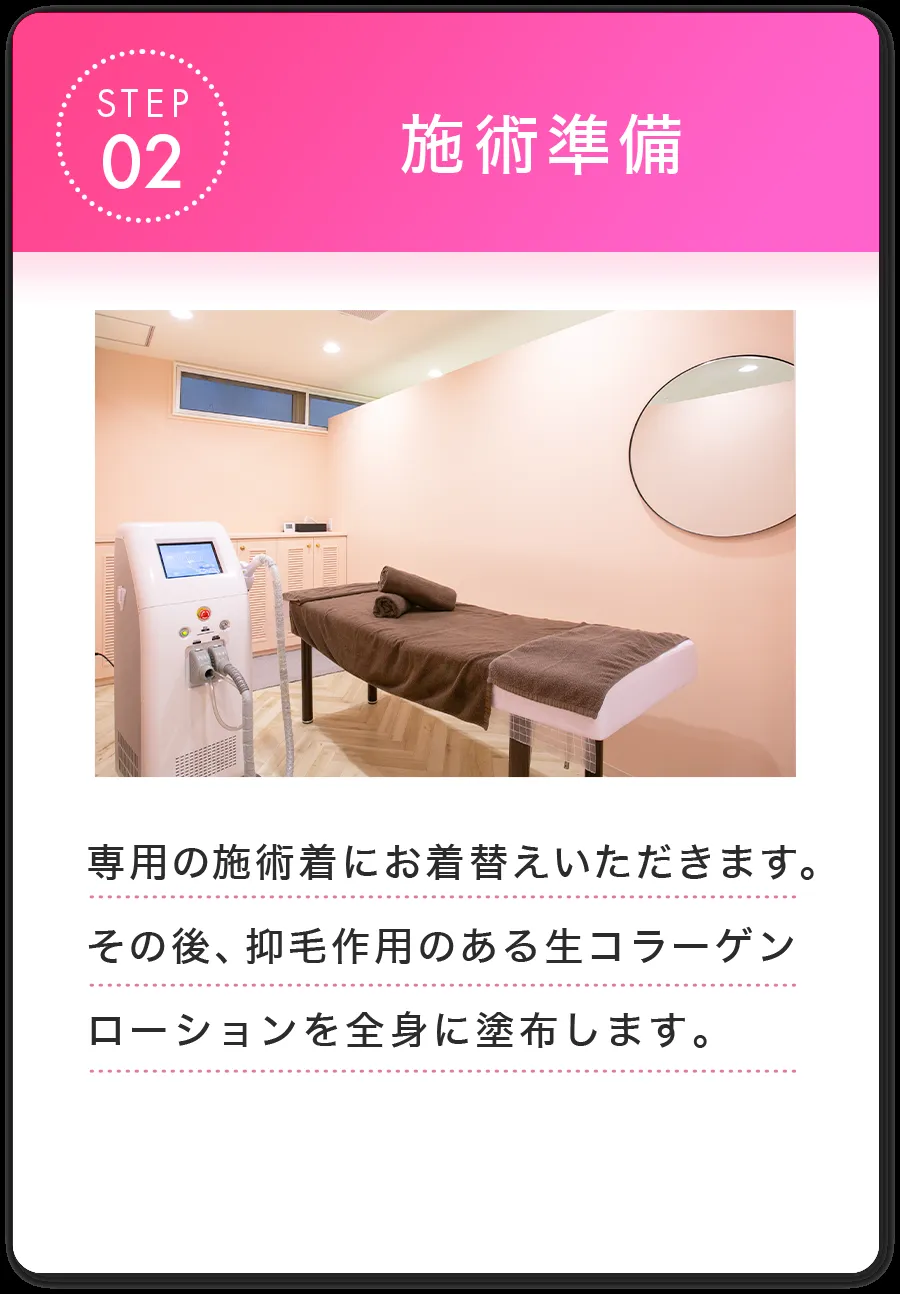 STEP
02
施術準備
専用の施術着にお着替えいただきます。
その後、抑毛作用のある生コラーゲン
ローションを全身に塗布します。